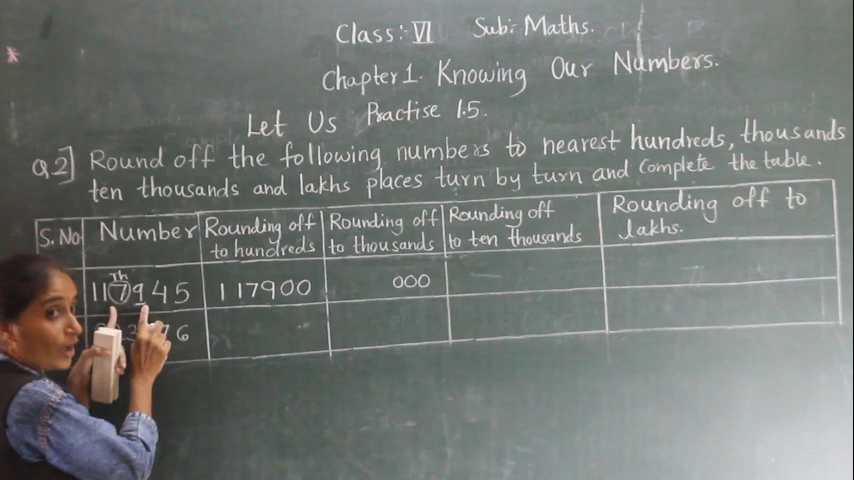 Class: VI Sub: Maths.
Chapter 1. Knowing Our Numbers.
Let Us Practise 1.5.
Q.2] Round off the following numbers to nearest hundreds, thousands
ten thousands and lakhs places turn by turn and complete the table.
S. No Number Rounding off to hundreds Rounding off to thousands Rounding off to ten thousands Rounding off to lakhs.
Th
117945 117900 000
6